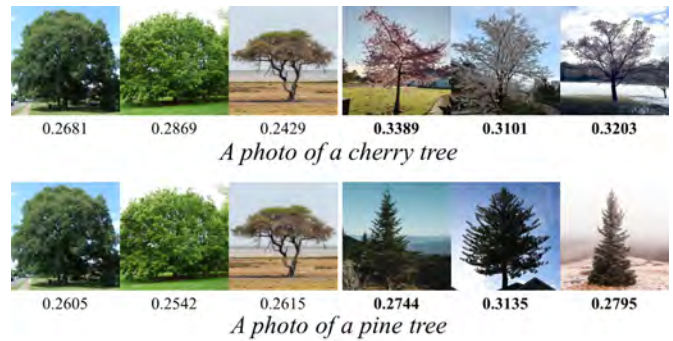 0.2681 0.2869 0.2429 0.3389 0.3101 0.3203
A photo of a cherry tree
0.2605 0.2542 0.2615 0.2744 0.3135 0.2795
A photo of a pine tree